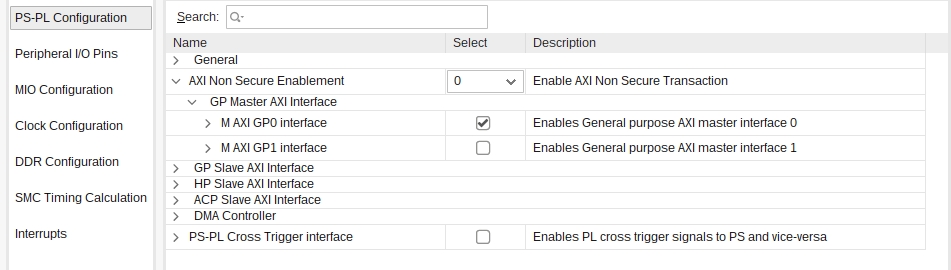 PS-PL Configuration
Peripheral I/O Pins
MIO Configuration
Clock Configuration
DDR Configuration
SMC Timing Calculation
Interrupts
Search:
Name Select Description
General
AXI Non Secure Enablement 0 Enable AXI Non Secure Transaction
GP Master AXI Interface
M AXI GP0 interface Enables General purpose AXI master interface 0
M AXI GP1 interface Enables General purpose AXI master interface 1
GP Slave AXI Interface
HP Slave AXI Interface
ACP Slave AXI Interface
DMA Controller
PS-PL Cross Trigger interface Enables PL cross trigger signals to PS and vice-versa